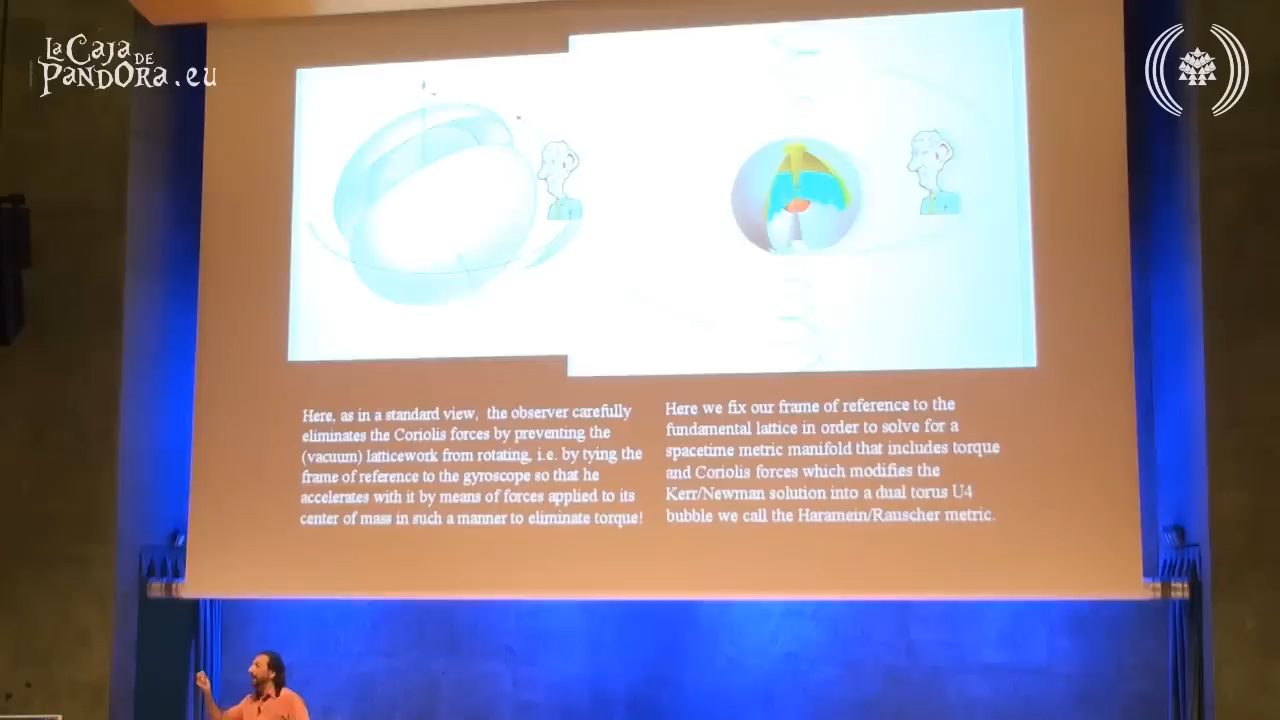 La Caja
DE
Pandora.eu
Here, as in a standard view, the observer carefully
eliminates the Coriolis forces by preventing the
(vacuum) latticework from rotating, i.e. by tying the
frame of reference to the gyroscope so that he
accelerates with it by means of forces applied to its
center of mass in such a manner to eliminate torque!
Here we fix our frame of reference to the
fundamental lattice in order to solve for a
spacetime metric manifold that includes torque
and Coriolis forces which modifies the
Kerr/Newman solution into a dual torus U4
bubble we call the Haramein/Rauscher metric.